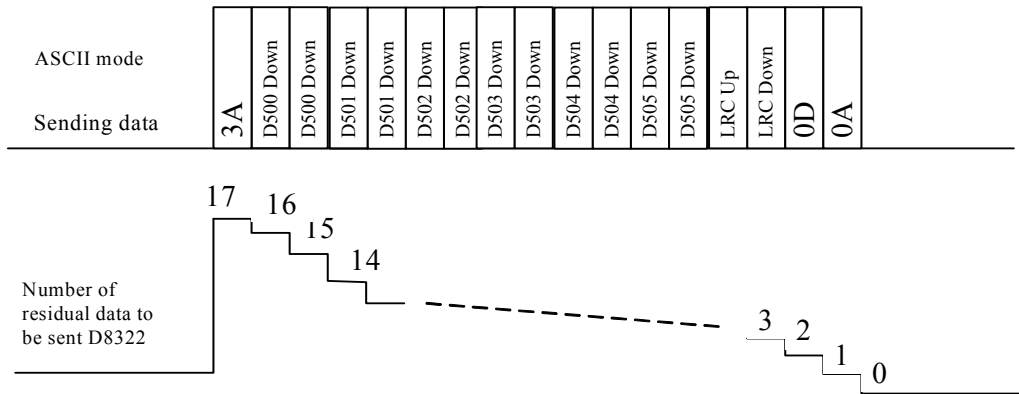 ASCII mode
Sending data
3A
D500 Down
D500 Down
D501 Down
D501 Down
D502 Down
D502 Down
D503 Down
D503 Down
D504 Down
D504 Down
D505 Down
D505 Down
LRC Up
LRC Down
0D
0A
17
16
15
14
3
2
1
0
Number of
residual data to
be sent D8322